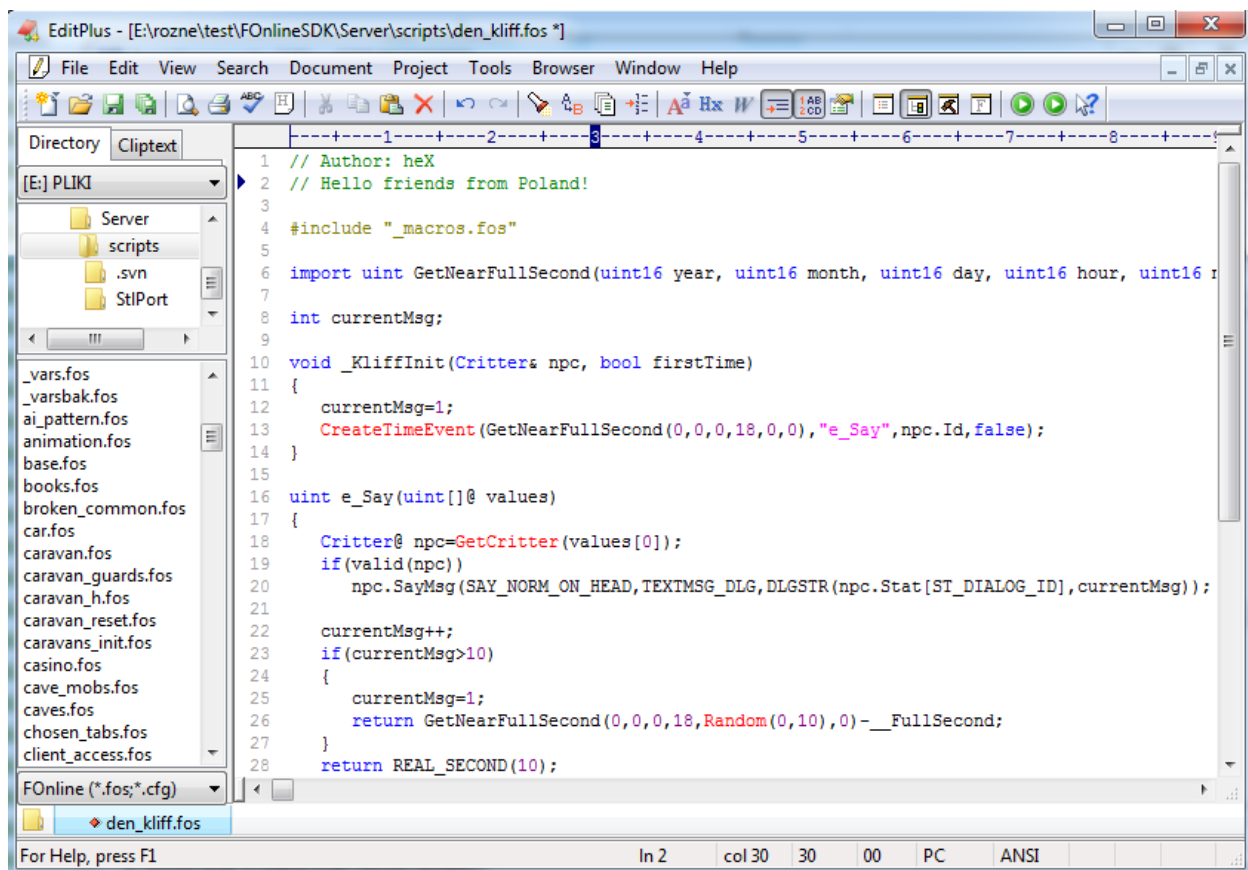 EditPlus - [E:\rozne\test\FOnlineSDK\Server\scripts\den_kliff.fos *]
File Edit View Search Document Project Tools Browser Window Help
Directory Cliptext
----+----1----+----2----+----3----+----4----+----5----+----6----+----7----+----8----+----9
[E:] PLIKI
Server
scripts
.svn
StlPort
_vars.fos
_varsbak.fos
ai_pattern.fos
animation.fos
base.fos
books.fos
broken_common.fos
car.fos
caravan.fos
caravan_guards.fos
caravan_h.fos
caravan_reset.fos
caravans_init.fos
casino.fos
cave_mobs.fos
caves.fos
chosen_tabs.fos
client_access.fos
FOnline (*.fos;*.cfg)
1 // Author: heX
2 // Hello friends from Poland!
3
4 #include "_macros.fos"
5
6 import uint GetNearFullSecond(uint16 year, uint16 month, uint16 day, uint16 hour, uint16
7
8 int currentMsg;
9
10 void _KliffInit(Critter& npc, bool firstTime)
11 {
12 currentMsg=1;
13 CreateTimeEvent(GetNearFullSecond(0,0,0,18,0,0),"e_Say",npc.Id,false);
14 }
15
16 uint e_Say(uint[]@ values)
17 {
18 Critter@ npc=GetCritter(values[0]);
19 if(valid(npc))
20 npc.SayMsg(SAY_NORM_ON_HEAD,TEXTMSG_DLG,DLGSTR(npc.Stat[ST_DIALOG_ID],currentMsg));
21
22 currentMsg++;
23 if(currentMsg>10)
24 {
25 currentMsg=1;
26 return GetNearFullSecond(0,0,0,18,Random(0,10),0)-__FullSecond;
27 }
28 return REAL_SECOND(10);
den_kliff.fos
For Help, press F1 ln 2 col 30 30 00 PC ANSI